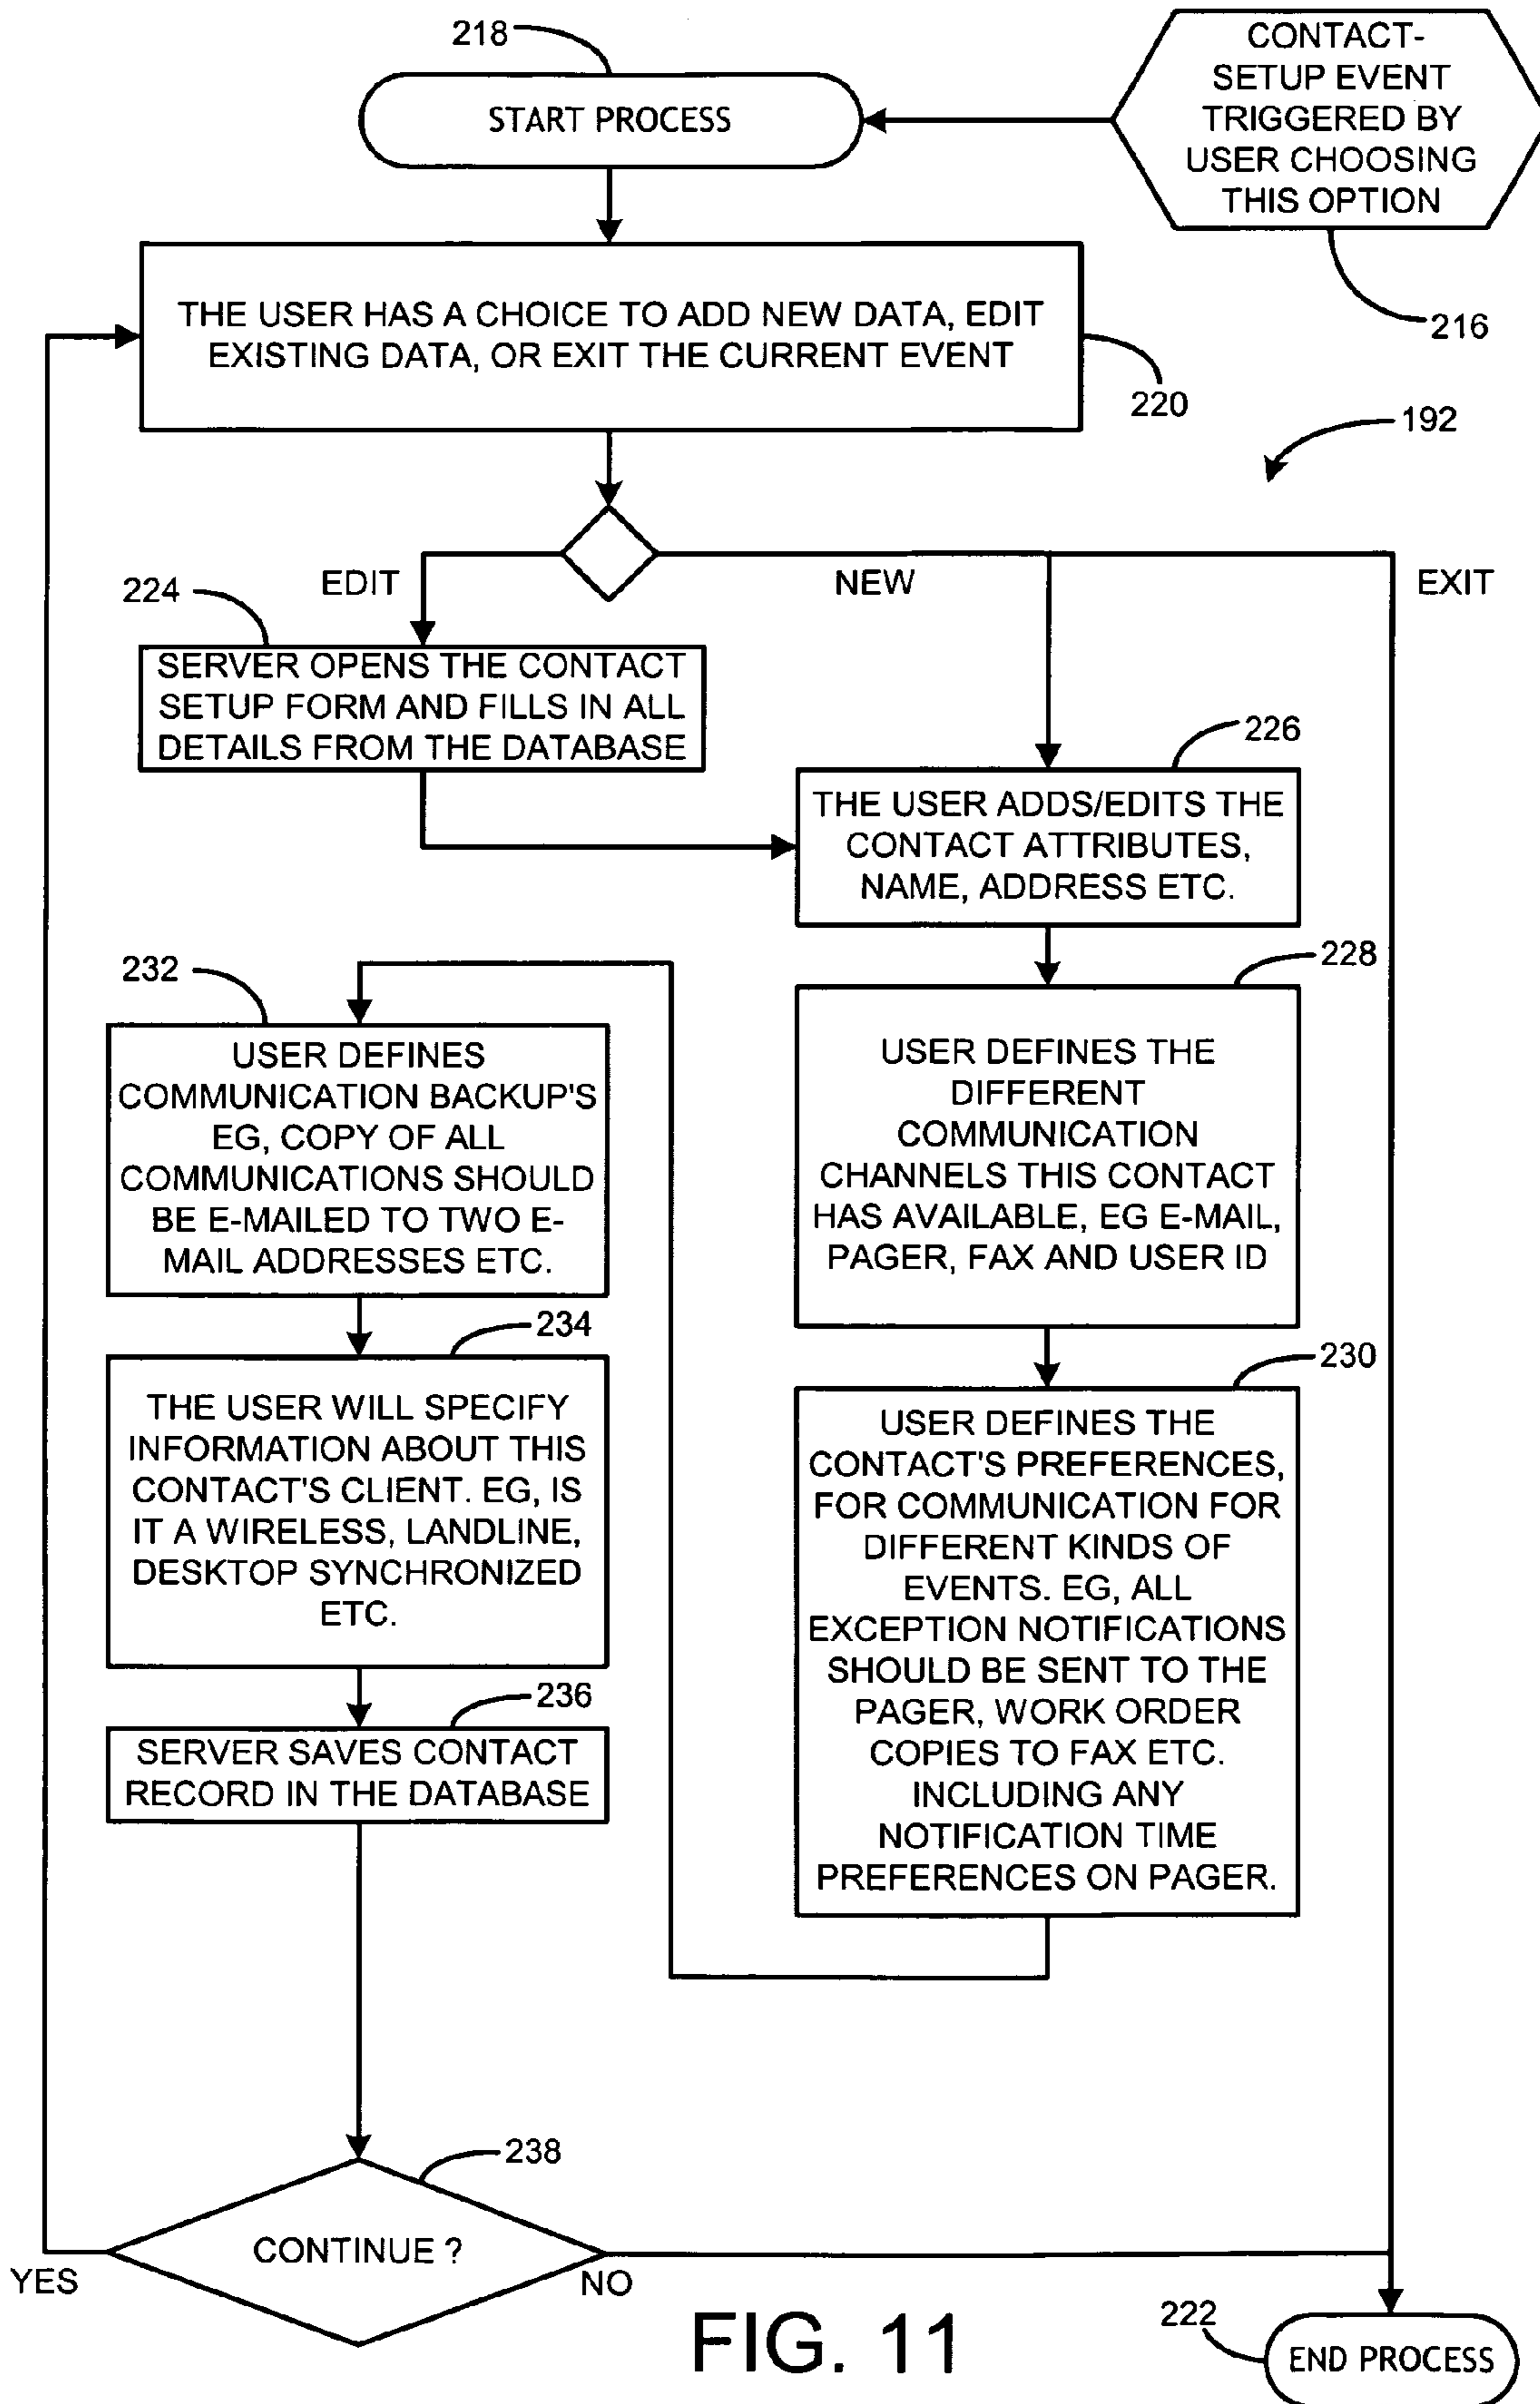 218
START PROCESS
CONTACT-
SETUP EVENT
TRIGGERED BY
USER CHOOSING
THIS OPTION
216
THE USER HAS A CHOICE TO ADD NEW DATA, EDIT
EXISTING DATA, OR EXIT THE CURRENT EVENT
220
192
EDIT
NEW
EXIT
224
SERVER OPENS THE CONTACT
SETUP FORM AND FILLS IN ALL
DETAILS FROM THE DATABASE
226
THE USER ADDS/EDITS THE
CONTACT ATTRIBUTES,
NAME, ADDRESS ETC.
228
USER DEFINES THE
DIFFERENT
COMMUNICATION
CHANNELS THIS CONTACT
HAS AVAILABLE, EG E-MAIL,
PAGER, FAX AND USER ID
230
USER DEFINES THE
CONTACT'S PREFERENCES,
FOR COMMUNICATION FOR
DIFFERENT KINDS OF
EVENTS. EG, ALL
EXCEPTION NOTIFICATIONS
SHOULD BE SENT TO THE
PAGER, WORK ORDER
COPIES TO FAX ETC.
INCLUDING ANY
NOTIFICATION TIME
PREFERENCES ON PAGER.
232
USER DEFINES
COMMUNICATION BACKUP'S
EG, COPY OF ALL
COMMUNICATIONS SHOULD
BE E-MAILED TO TWO E-
MAIL ADDRESSES ETC.
234
THE USER WILL SPECIFY
INFORMATION ABOUT THIS
CONTACT'S CLIENT. EG, IS
IT A WIRELESS, LANDLINE,
DESKTOP SYNCHRONIZED
ETC.
236
SERVER SAVES CONTACT
RECORD IN THE DATABASE
238
CONTINUE ?
YES
NO
222
END PROCESS
FIG. 11